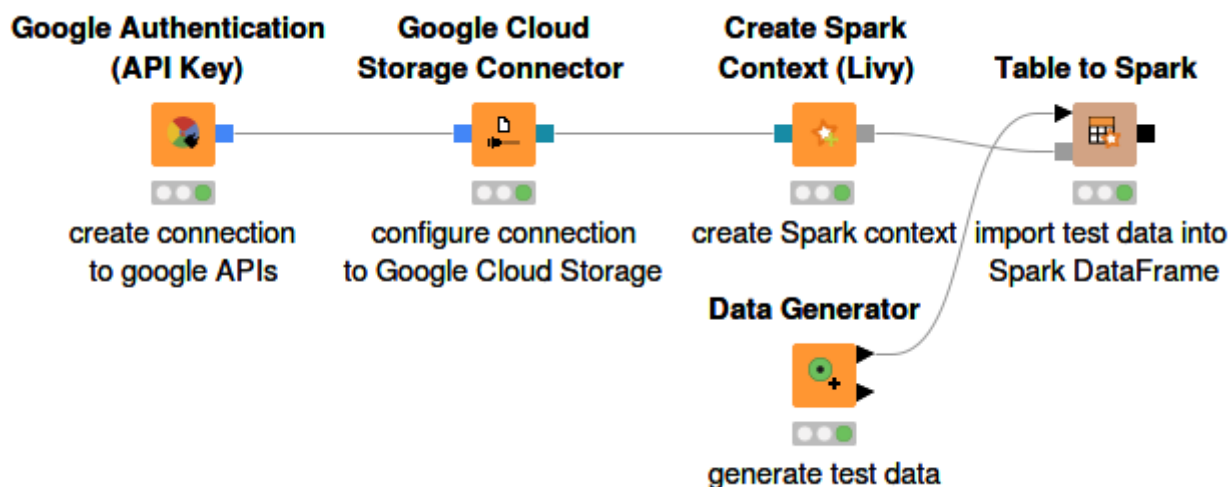 Google Authentication
(API Key)
Google Cloud
Storage Connector
Create Spark
Context (Livy)
Table to Spark
create connection
to google APIs
configure connection
to Google Cloud Storage
create Spark context
import test data into
Spark DataFrame
Data Generator
generate test data